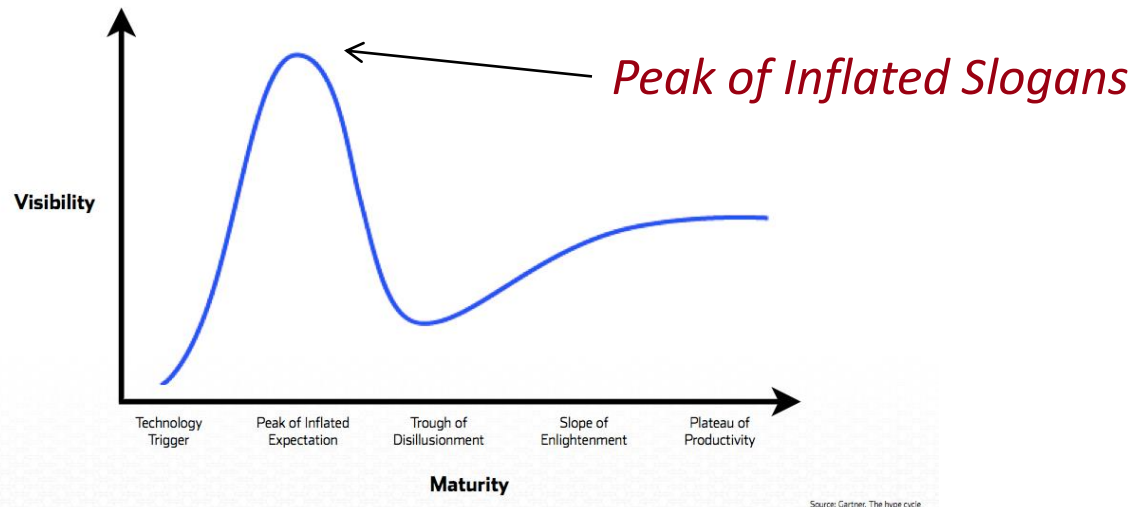 Peak of Inflated Slogans
Visibility
Technology
Trigger
Peak of Inflated
Expectation
Trough of
Disillusionment
Slope of
Enlightenment
Plateau of
Productivity
Maturity
Source: Gartner, The hype cycle